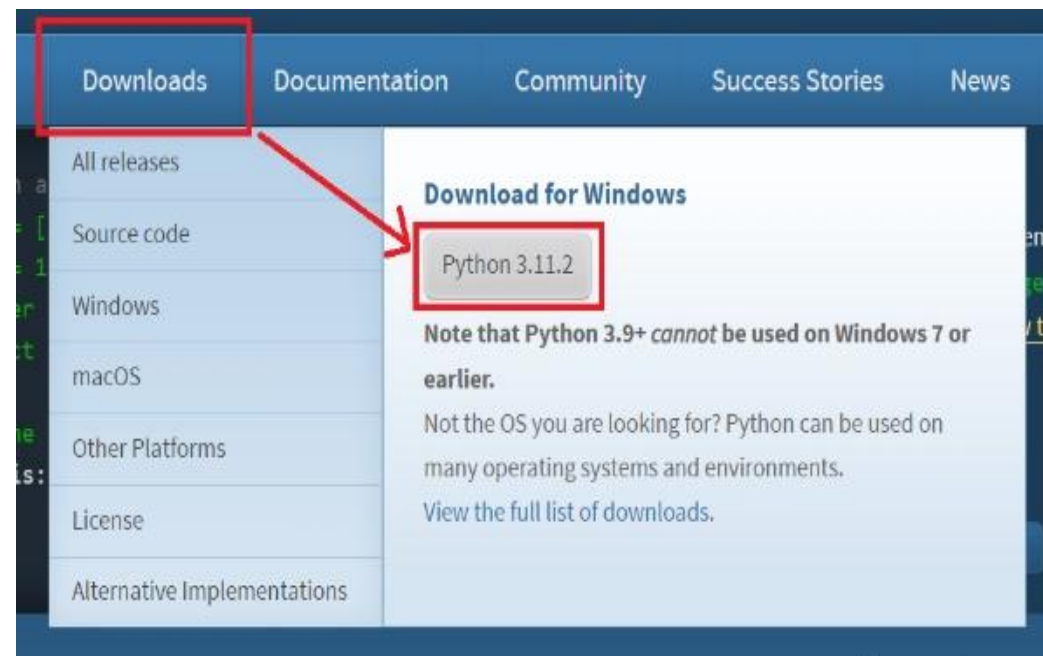 Downloads Documentation Community Success Stories News
All releases
Source code
Windows
macOS
Other Platforms
License
Alternative Implementations
Download for Windows
Python 3.11.2
Note that Python 3.9+ cannot be used on Windows 7 or
earlier.
Not the OS you are looking for? Python can be used on
many operating systems and environments.
View the full list of downloads.